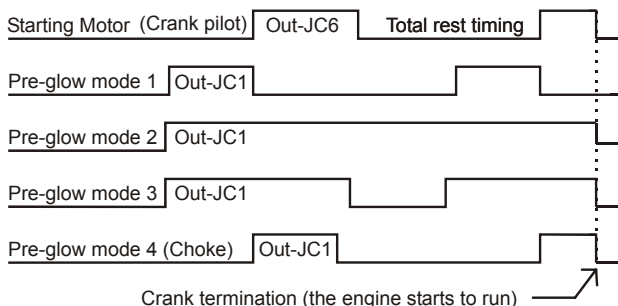 Starting Motor (Crank pilot) Out-JC6 Total rest timing
Pre-glow mode 1 Out-JC1
Pre-glow mode 2 Out-JC1
Pre-glow mode 3 Out-JC1
Pre-glow mode 4 (Choke) Out-JC1
Crank termination (the engine starts to run)